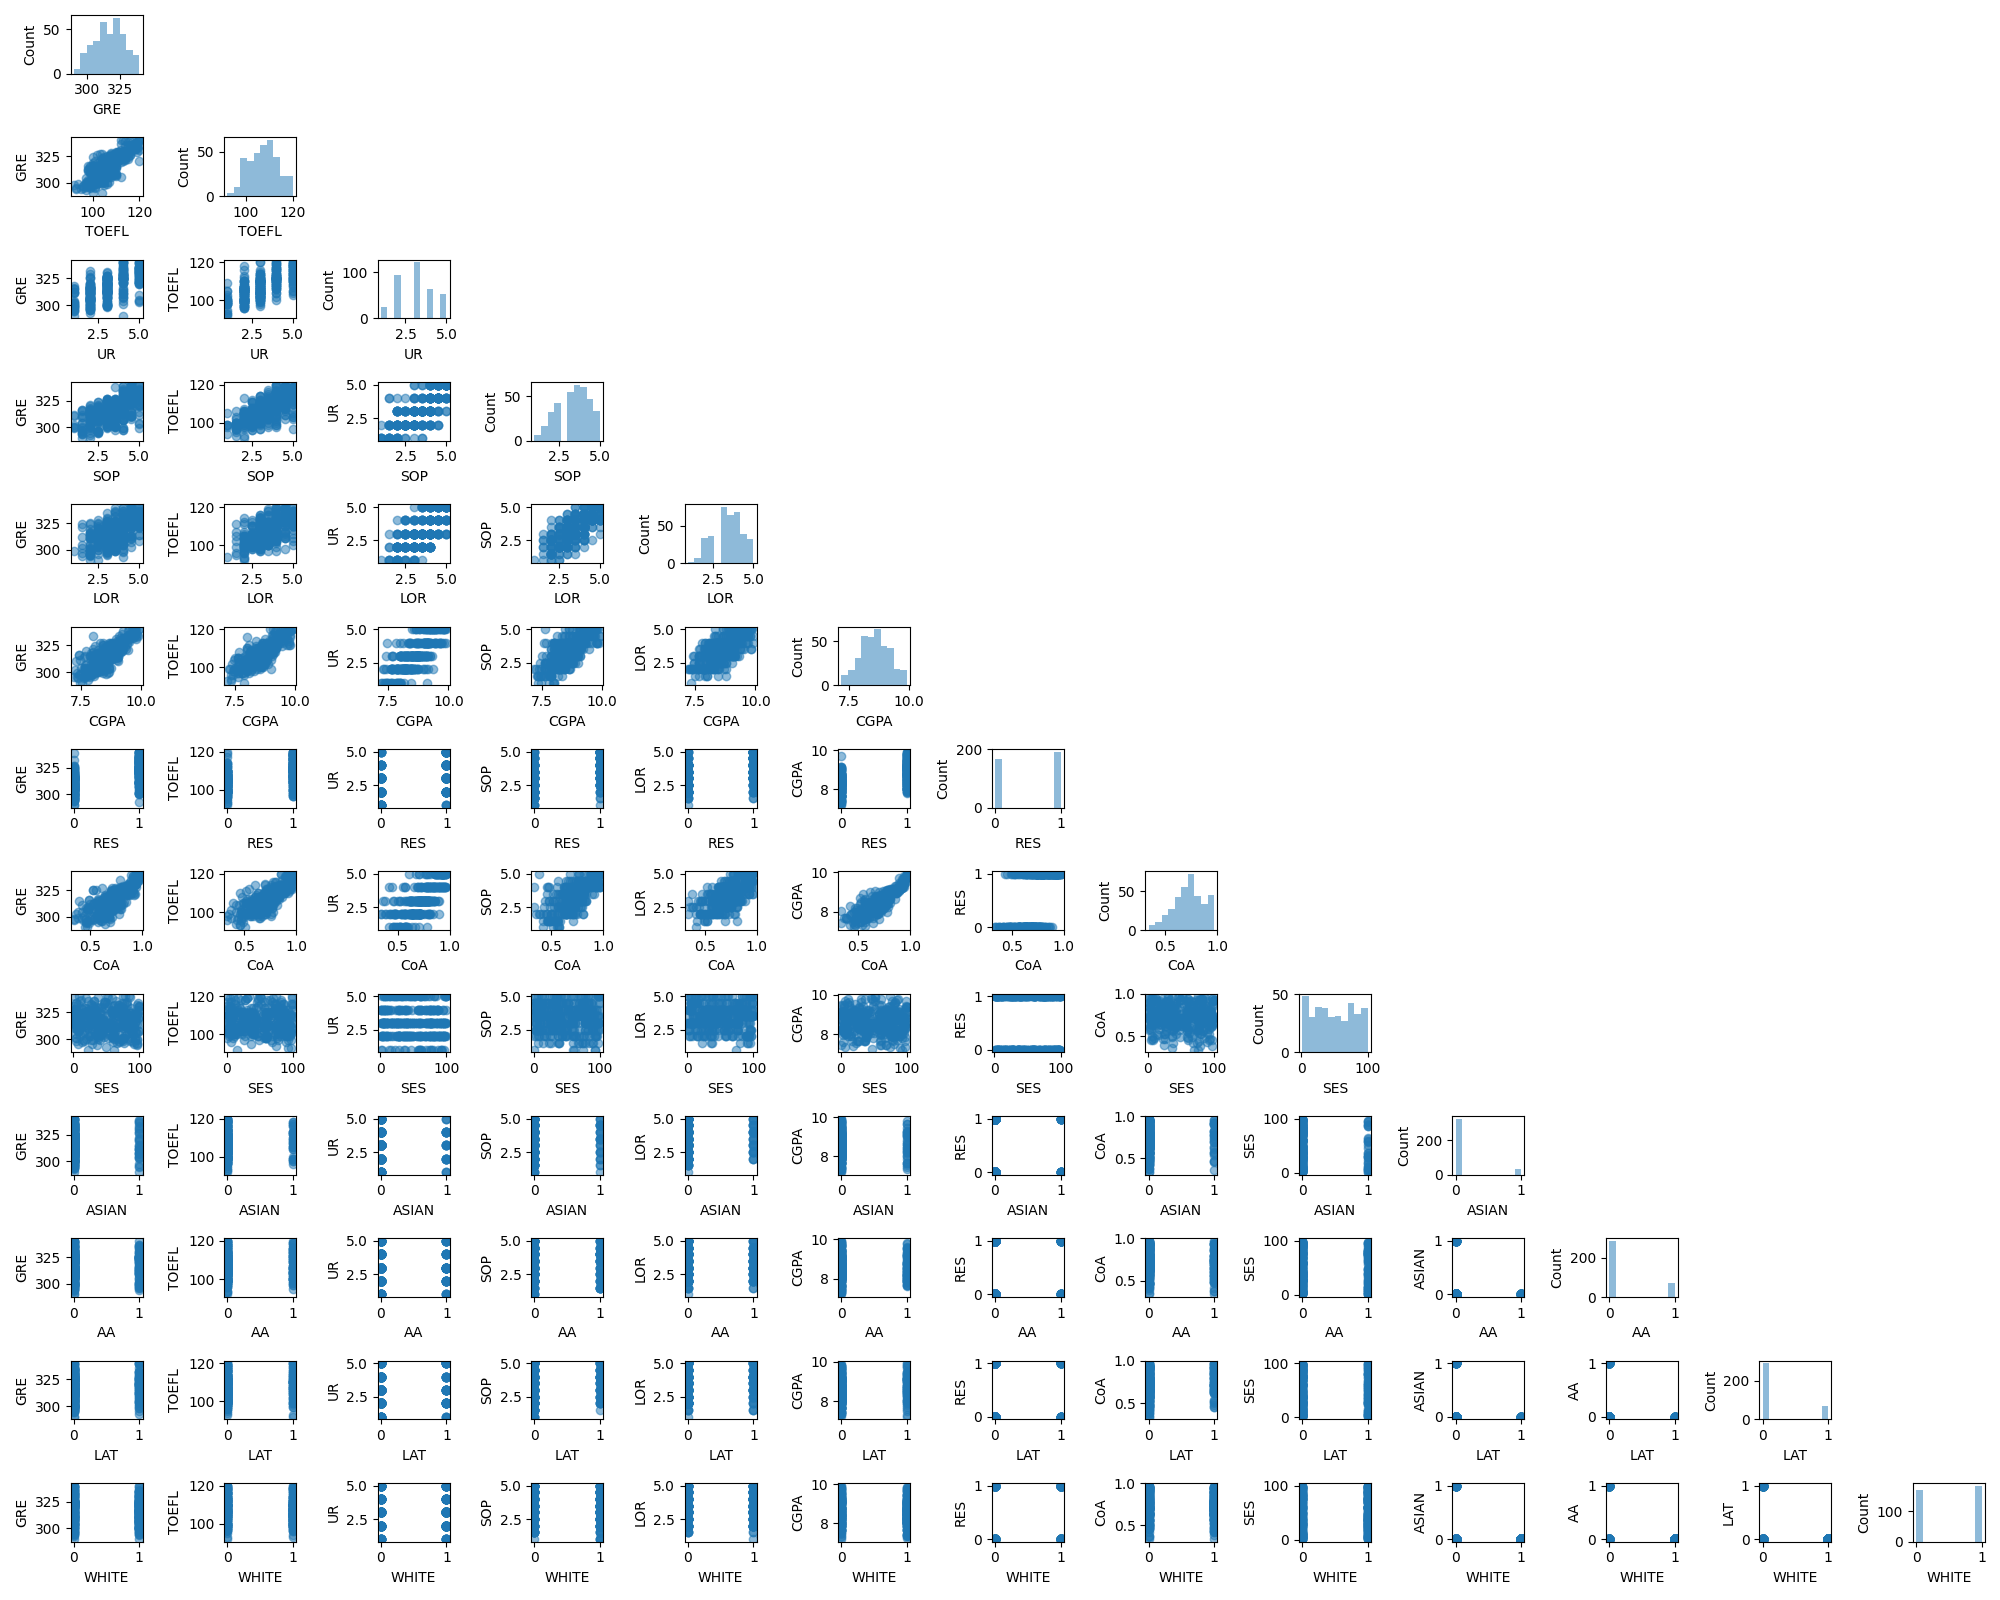 Count 50
0
300 325
GRE
GRE 325 Count 50
300 0
100 120 100 120
TOEFL TOEFL
GRE 325 TOEFL 120 Count 100
300 100 0
2.5 5.0 2.5 5.0 2.5 5.0
UR UR UR
GRE 325 TOEFL 120 UR 5.0 Count 50
300 100 2.5 0
2.5 5.0 2.5 5.0 2.5 5.0 2.5 5.0
SOP SOP SOP SOP
GRE 325 TOEFL 120 UR 5.0 SOP 5.0 Count 50
300 100 2.5 2.5 0
2.5 5.0 2.5 5.0 2.5 5.0 2.5 5.0 2.5 5.0
LOR LOR LOR LOR LOR
GRE 325 TOEFL 120 UR 5.0 SOP 5.0 LOR 5.0 Count 50
300 100 2.5 2.5 2.5 0
7.5 10.0 7.5 10.0 7.5 10.0 7.5 10.0 7.5 10.0 7.5 10.0
CGPA CGPA CGPA CGPA CGPA CGPA
GRE 325 TOEFL 120 UR 5.0 SOP 5.0 LOR 5.0 CGPA 10 Count 200
300 100 2.5 2.5 2.5 8 0
0 1 0 1 0 1 0 1 0 1 0 1 0 1
RES RES RES RES RES RES RES
GRE 325 TOEFL 120 UR 5.0 SOP 5.0 LOR 5.0 CGPA 10 RES 1 Count 50
300 100 2.5 2.5 2.5 8 0 0
0.5 1.0 0.5 1.0 0.5 1.0 0.5 1.0 0.5 1.0 0.5 1.0 0.5 1.0 0.5 1.0
CoA CoA CoA CoA CoA CoA CoA CoA
GRE 325 TOEFL 120 UR 5.0 SOP 5.0 LOR 5.0 CGPA 10 RES 1 CoA 1.0 Count 50
300 100 2.5 2.5 2.5 8 0 0.5 0
0 100 0 100 0 100 0 100 0 100 0 100 0 100 0 100 0 100
SES SES SES SES SES SES SES SES SES
GRE 325 TOEFL 120 UR 5.0 SOP 5.0 LOR 5.0 CGPA 10 RES 1 CoA 1.0 SES 100 Count 200
300 100 2.5 2.5 2.5 8 0 0.5 0 0
0 1 0 1 0 1 0 1 0 1 0 1 0 1 0 1 0 1 0 1
ASIAN ASIAN ASIAN ASIAN ASIAN ASIAN ASIAN ASIAN ASIAN ASIAN
GRE 325 TOEFL 120 UR 5.0 SOP 5.0 LOR 5.0 CGPA 10 RES 1 CoA 1.0 SES 100 ASIAN 1 Count 200
300 100 2.5 2.5 2.5 8 0 0.5 0 0 0
0 1 0 1 0 1 0 1 0 1 0 1 0 1 0 1 0 1 0 1 0 1
AA AA AA AA AA AA AA AA AA AA AA
GRE 325 TOEFL 120 UR 5.0 SOP 5.0 LOR 5.0 CGPA 10 RES 1 CoA 1.0 SES 100 ASIAN 1 AA 1 Count 200
300 100 2.5 2.5 2.5 8 0 0.5 0 0 0 0
0 1 0 1 0 1 0 1 0 1 0 1 0 1 0 1 0 1 0 1 0 1 0 1
LAT LAT LAT LAT LAT LAT LAT LAT LAT LAT LAT LAT
GRE 325 TOEFL 120 UR 5.0 SOP 5.0 LOR 5.0 CGPA 10 RES 1 CoA 1.0 SES 100 ASIAN 1 AA 1 LAT 1 Count 100
300 100 2.5 2.5 2.5 8 0 0.5 0 0 0 0 0
0 1 0 1 0 1 0 1 0 1 0 1 0 1 0 1 0 1 0 1 0 1 0 1 0 1
WHITE WHITE WHITE WHITE WHITE WHITE WHITE WHITE WHITE WHITE WHITE WHITE WHITE